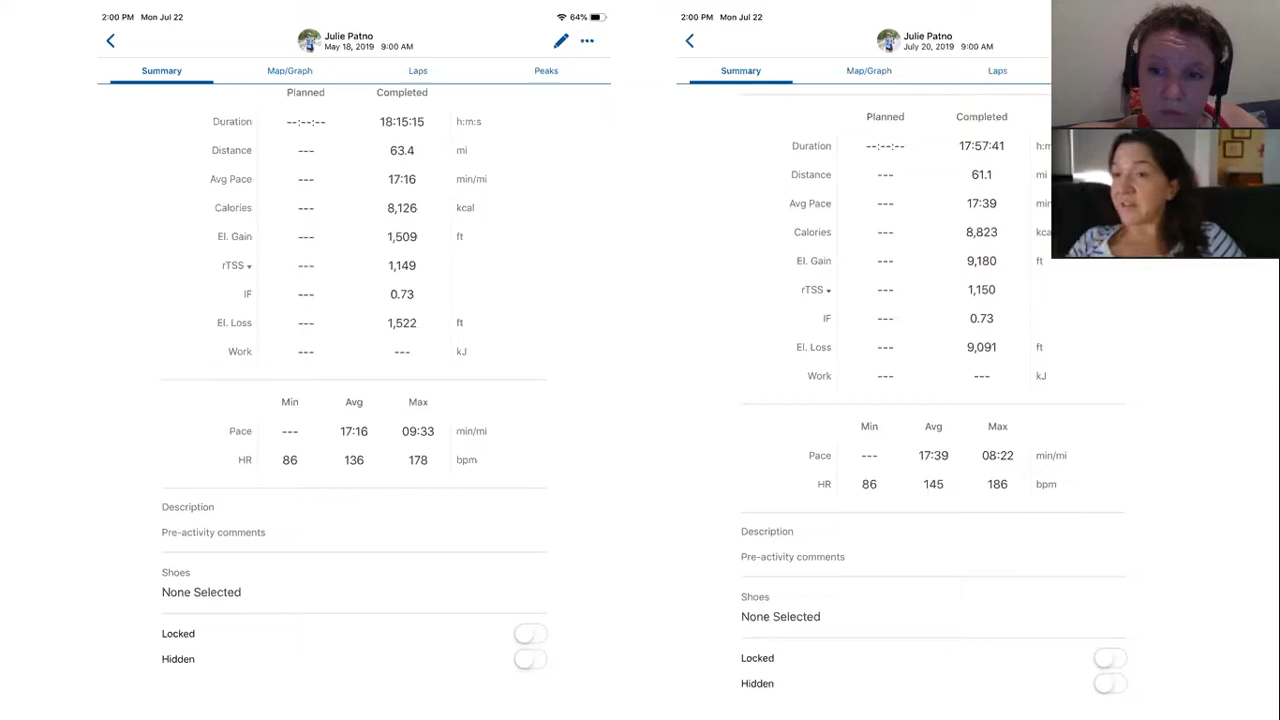 2:00 PM Mon Jul 22
64%
Julie Patno
May 18, 2019 9:00 AM
Summary Map/Graph Laps Peaks
Planned Completed
Duration --:--:-- 18:15:15 h:m:s
Distance --- 63.4 mi
Avg Pace --- 17:16 min/mi
Calories --- 8,126 kcal
El. Gain --- 1,509 ft
rTSS --- 1,149
IF --- 0.73
El. Loss --- 1,522 ft
Work --- --- kJ
Min Avg Max
Pace --- 17:16 09:33 min/mi
HR 86 136 178 bpm
Description
Pre-activity comments
Shoes
None Selected
Locked
Hidden
2:00 PM Mon Jul 22
Julie Patno
July 20, 2019 9:00 AM
Summary Map/Graph Laps
Planned Completed
Duration --:--:-- 17:57:41 h:m
Distance --- 61.1 mi
Avg Pace --- 17:39 min
Calories --- 8,823 kca
El. Gain --- 9,180 ft
rTSS --- 1,150
IF --- 0.73
El. Loss --- 9,091 ft
Work --- --- kJ
Min Avg Max
Pace --- 17:39 08:22 min/mi
HR 86 145 186 bpm
Description
Pre-activity comments
Shoes
None Selected
Locked
Hidden